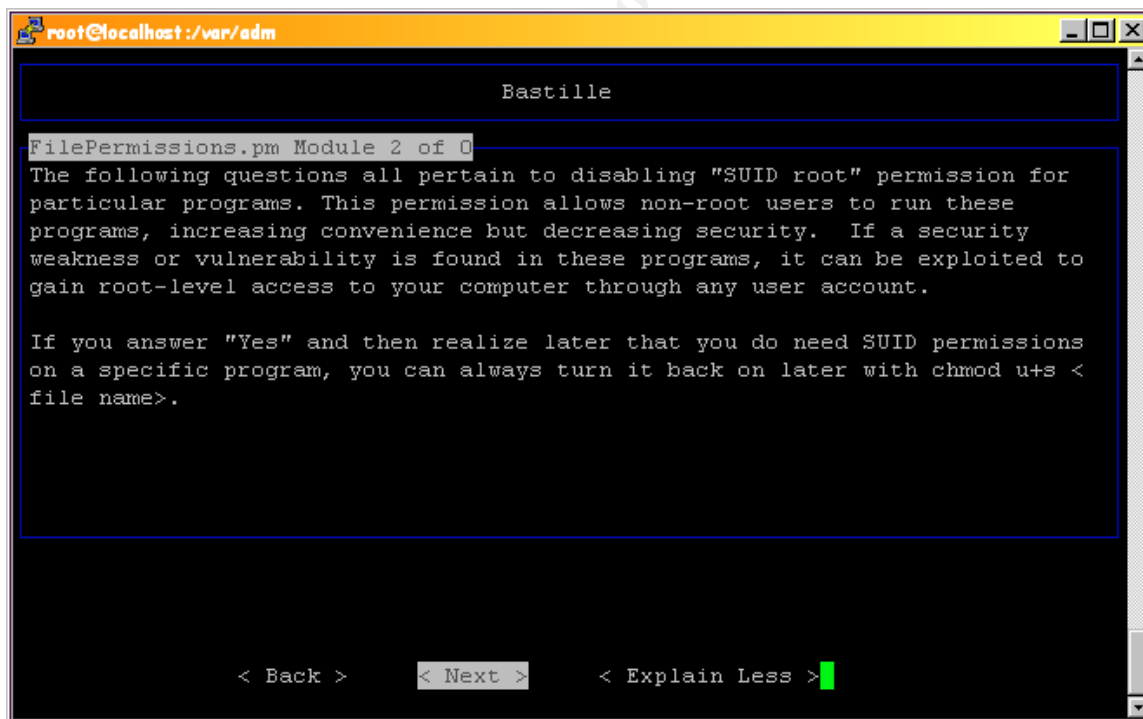 root@localhost:/var/adm
Bastille
FilePermissions.pm Module 2 of 0
The following questions all pertain to disabling "SUID root" permission for
particular programs. This permission allows non-root users to run these
programs, increasing convenience but decreasing security.  If a security
weakness or vulnerability is found in these programs, it can be exploited to
gain root-level access to your computer through any user account.
If you answer "Yes" and then realize later that you do need SUID permissions
on a specific program, you can always turn it back on later with chmod u+s <
file name>.
< Back > < Next > < Explain Less >